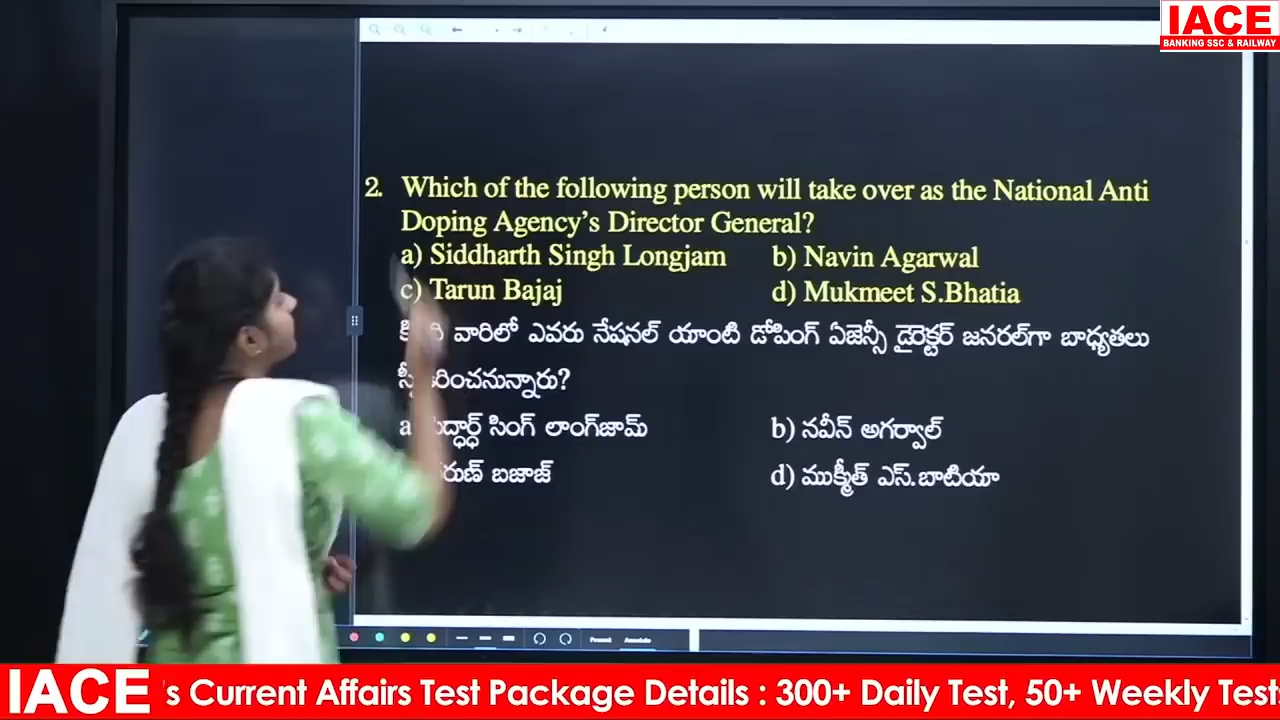 IACE
BANKING SSC & RAILWAY
2. Which of the following person will take over as the National Anti
Doping Agency's Director General?
a) Siddharth Singh Longjam b) Navin Agarwal
c) Tarun Bajaj d) Mukmeet S.Bhatia
వారిలో ఎవరు నేషనల్ యాంటి డోపింగ్ ఏజెన్సీ డైరెక్టర్ జనరల్‌గా బాధ్యతలు
a సింగ్ లాంగ్‌జామ్ b) నవీన్ అగర్వాల్
బజాజ్ d) ముక్మీత్ ఎస్.బాటియా
Present Annotate
IACE 's Current Affairs Test Package Details : 300+ Daily Test, 50+ Weekly Test